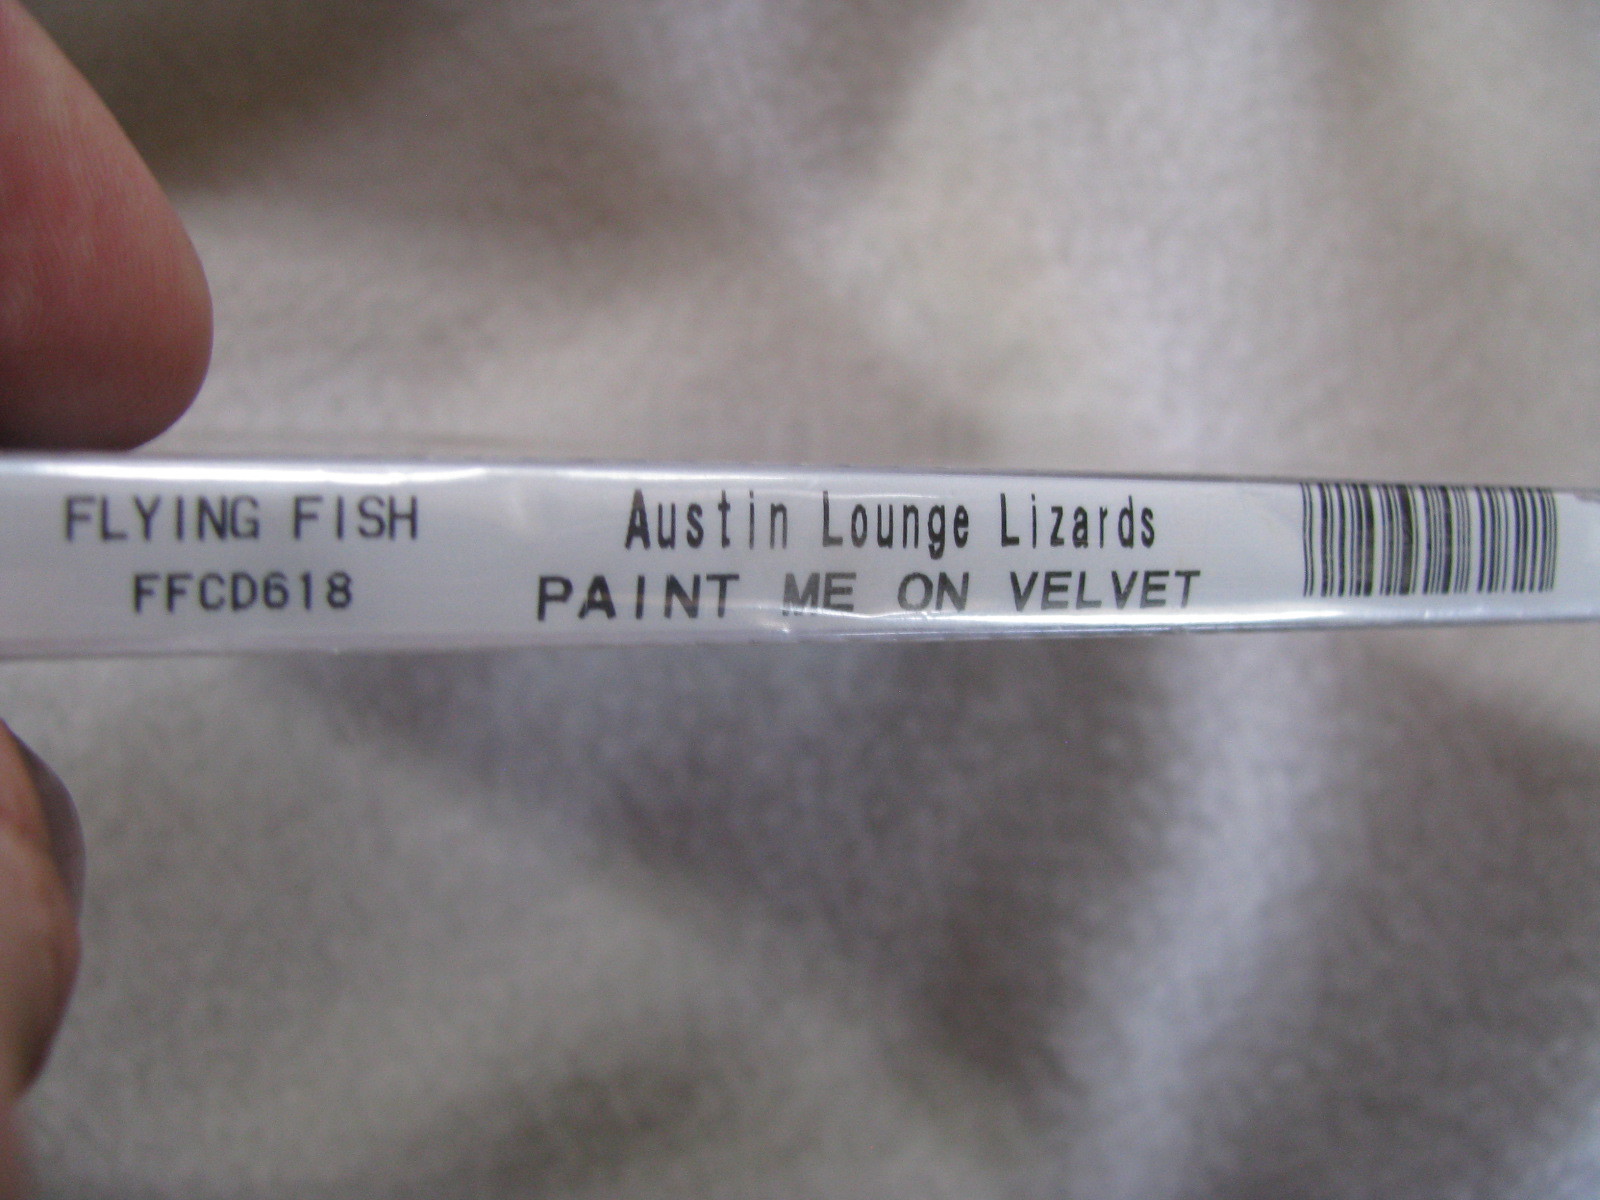 FLYING FISH
FFCD618
Austin Lounge Lizards
PAINT ME ON VELVET